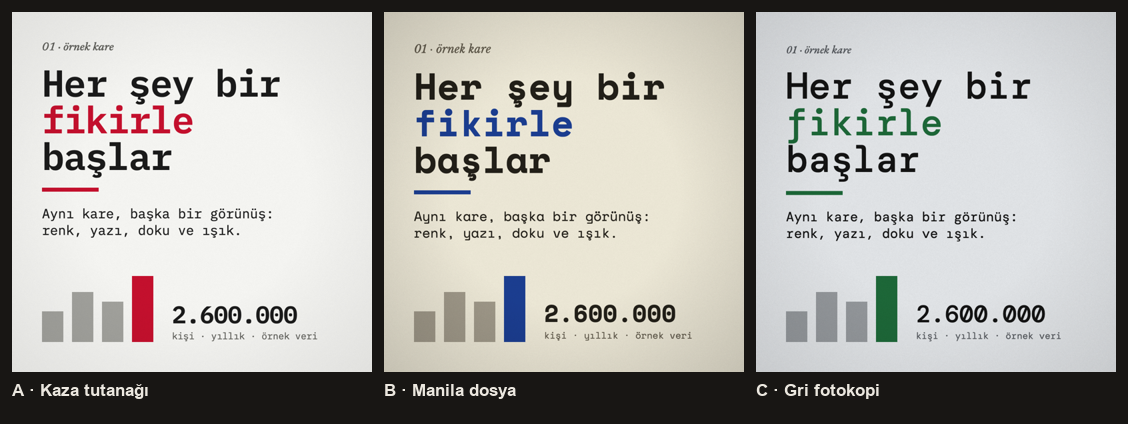 01 · örnek kare
Her şey bir
fikirle
başlar
Aynı kare, başka bir görünüş:
renk, yazı, doku ve ışık.
2.600.000
kişi · yıllık · örnek veri
A · Kaza tutanağı
01 · örnek kare
Her şey bir
fikirle
başlar
Aynı kare, başka bir görünüş:
renk, yazı, doku ve ışık.
2.600.000
kişi · yıllık · örnek veri
B · Manila dosya
01 · örnek kare
Her şey bir
fikirle
başlar
Aynı kare, başka bir görünüş:
renk, yazı, doku ve ışık.
2.600.000
kişi · yıllık · örnek veri
C · Gri fotokopi